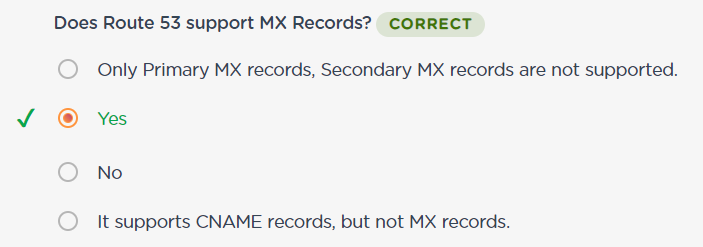 Does Route 53 support MX Records? CORRECT
Only Primary MX records, Secondary MX records are not supported.
Yes
No
It supports CNAME records, but not MX records.